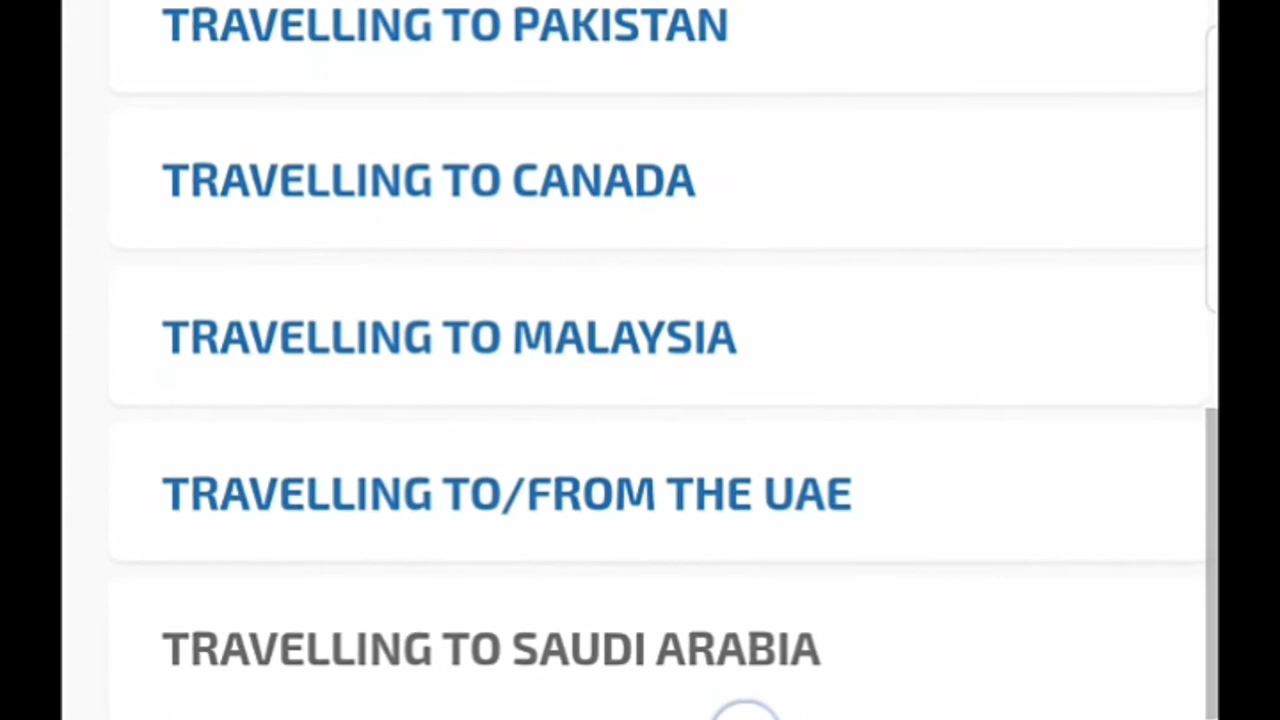 TRAVELLING TO PAKISTAN
TRAVELLING TO CANADA
TRAVELLING TO MALAYSIA
TRAVELLING TO/FROM THE UAE
TRAVELLING TO SAUDI ARABIA